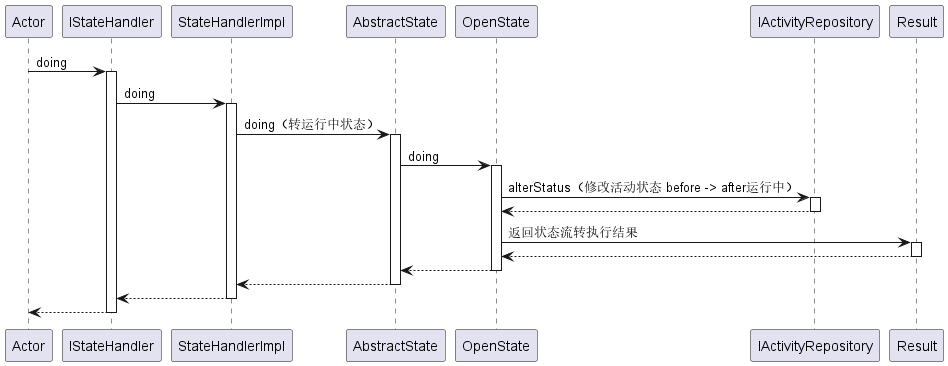 Actor
IStateHandler
StateHandlerImpl
AbstractState
OpenState
IActivityRepository
Result
doing
doing
doing（转运行中状态）
doing
alterStatus（修改活动状态 before -> after运行中）
返回状态流转执行结果
Actor
IStateHandler
StateHandlerImpl
AbstractState
OpenState
IActivityRepository
Result